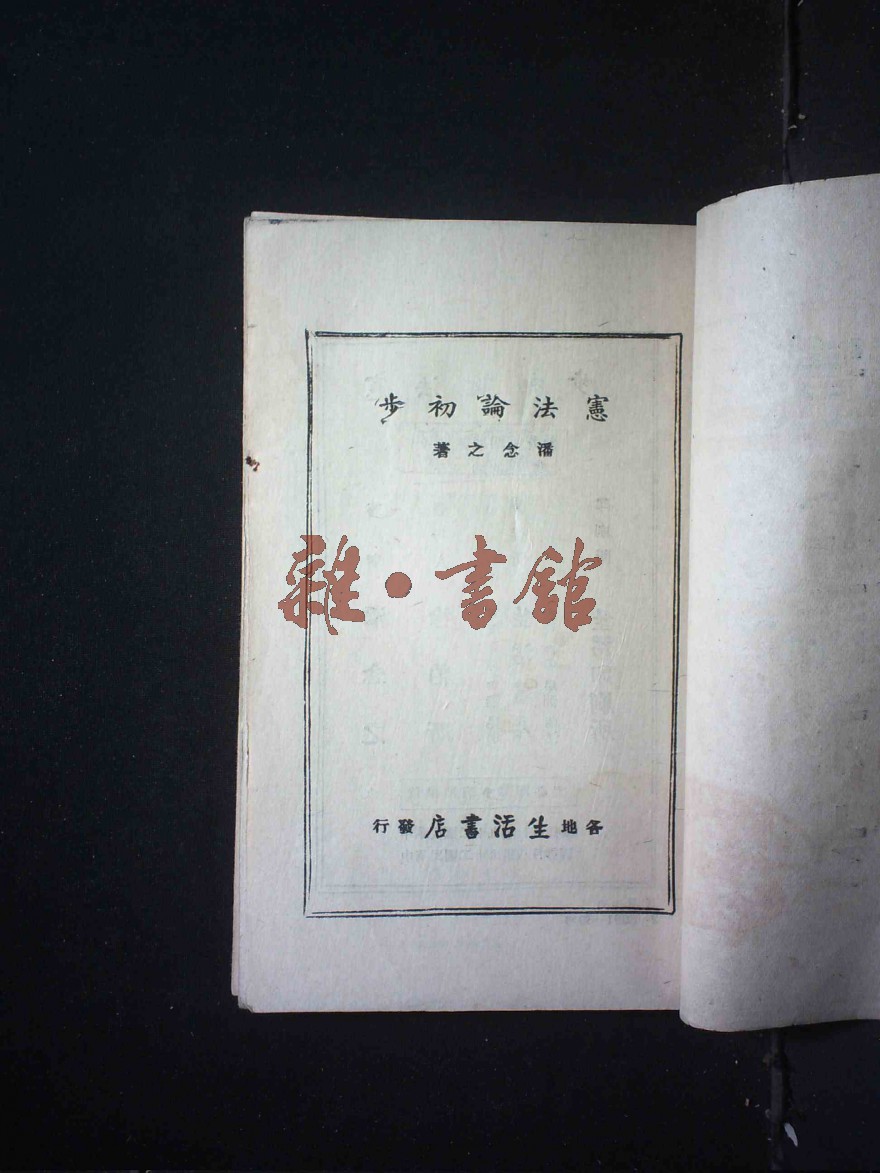 憲法論初步
潘念之著
雜·書館
各地生活書店發行